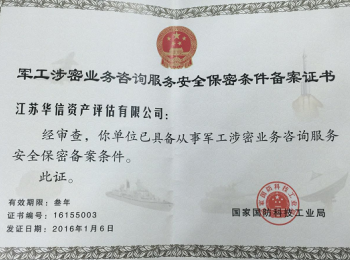 军工涉密业务咨询服务安全保密条件备案证书
江苏华信资产评估有限公司：
经审查，你单位已具备从事军工涉密业务咨询服务
安全保密备案条件。
此证。
有效期限：叁年
证书编号：16155003
发证日期：2016年1月6日
国家国防科技工业局